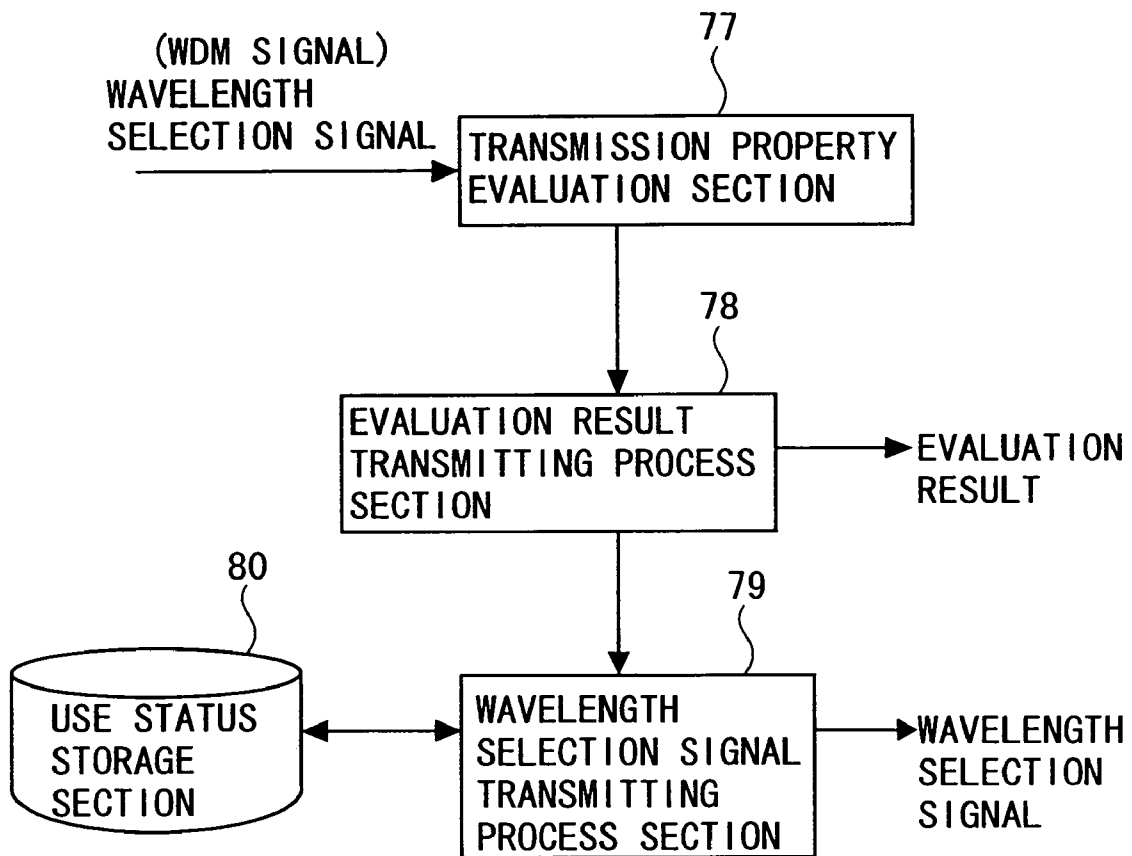 77
(WDM SIGNAL)
WAVELENGTH
SELECTION SIGNAL
TRANSMISSION PROPERTY
EVALUATION SECTION
78
EVALUATION RESULT
TRANSMITTING PROCESS
SECTION
EVALUATION
RESULT
80
79
USE STATUS
STORAGE
SECTION
WAVELENGTH
SELECTION SIGNAL
TRANSMITTING
PROCESS SECTION
WAVELENGTH
SELECTION
SIGNAL